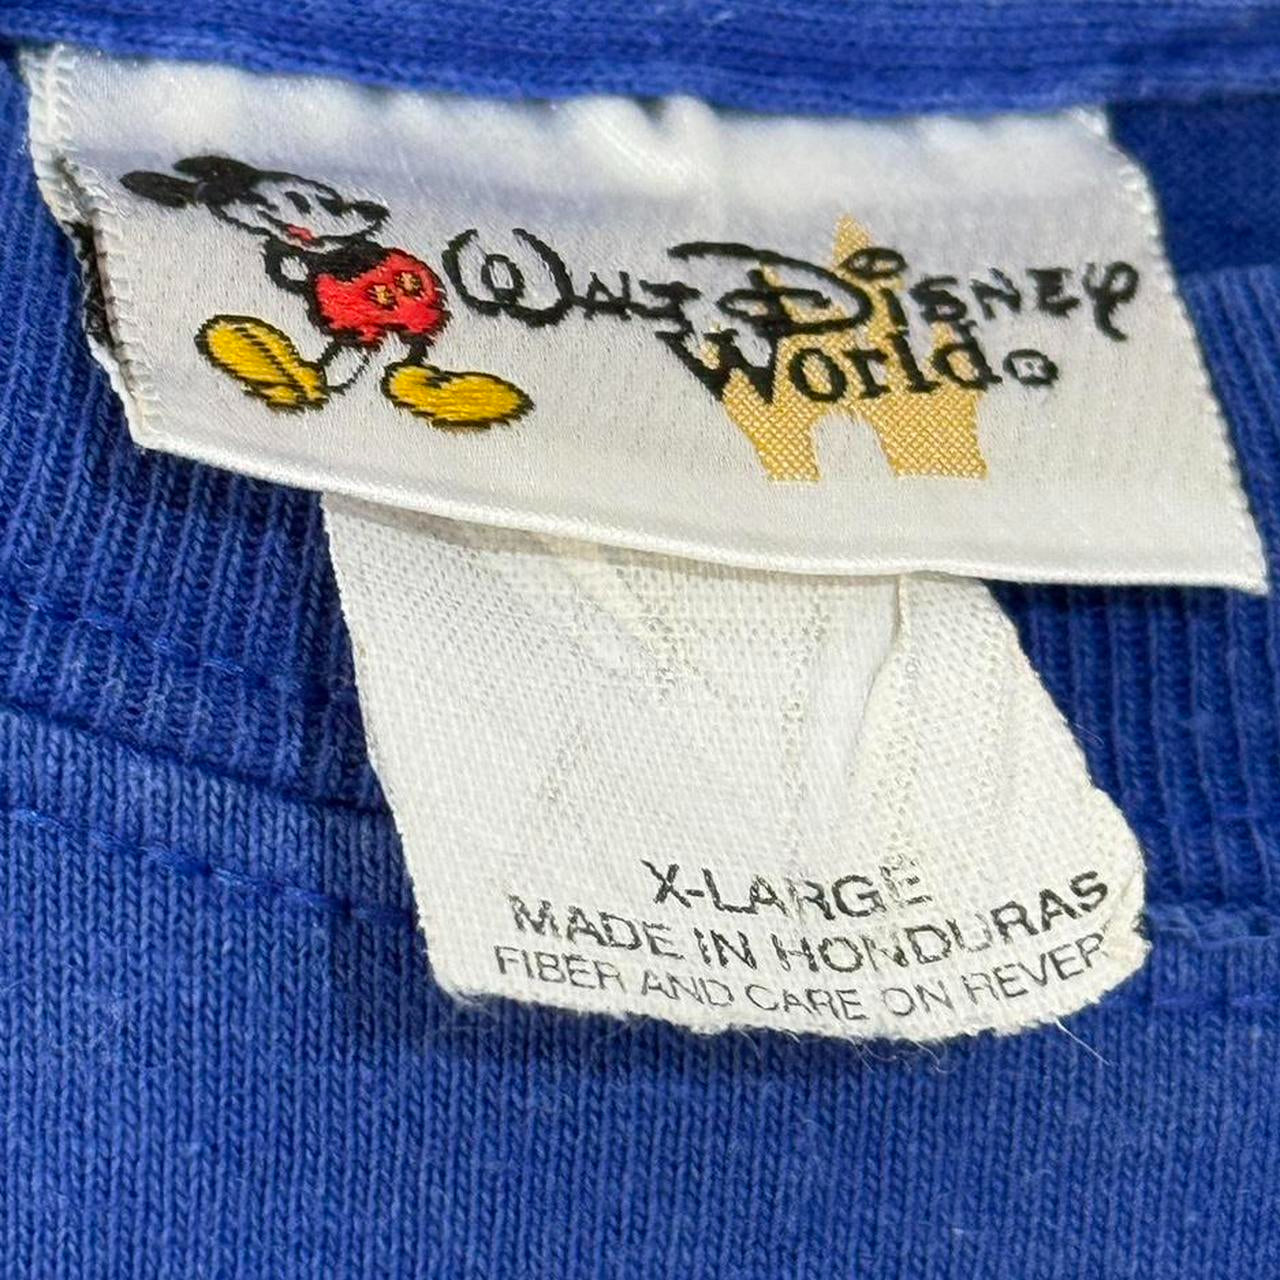 Walt Disney
World®
X-LARGE
MADE IN HONDURAS
FIBER AND CARE ON REVER